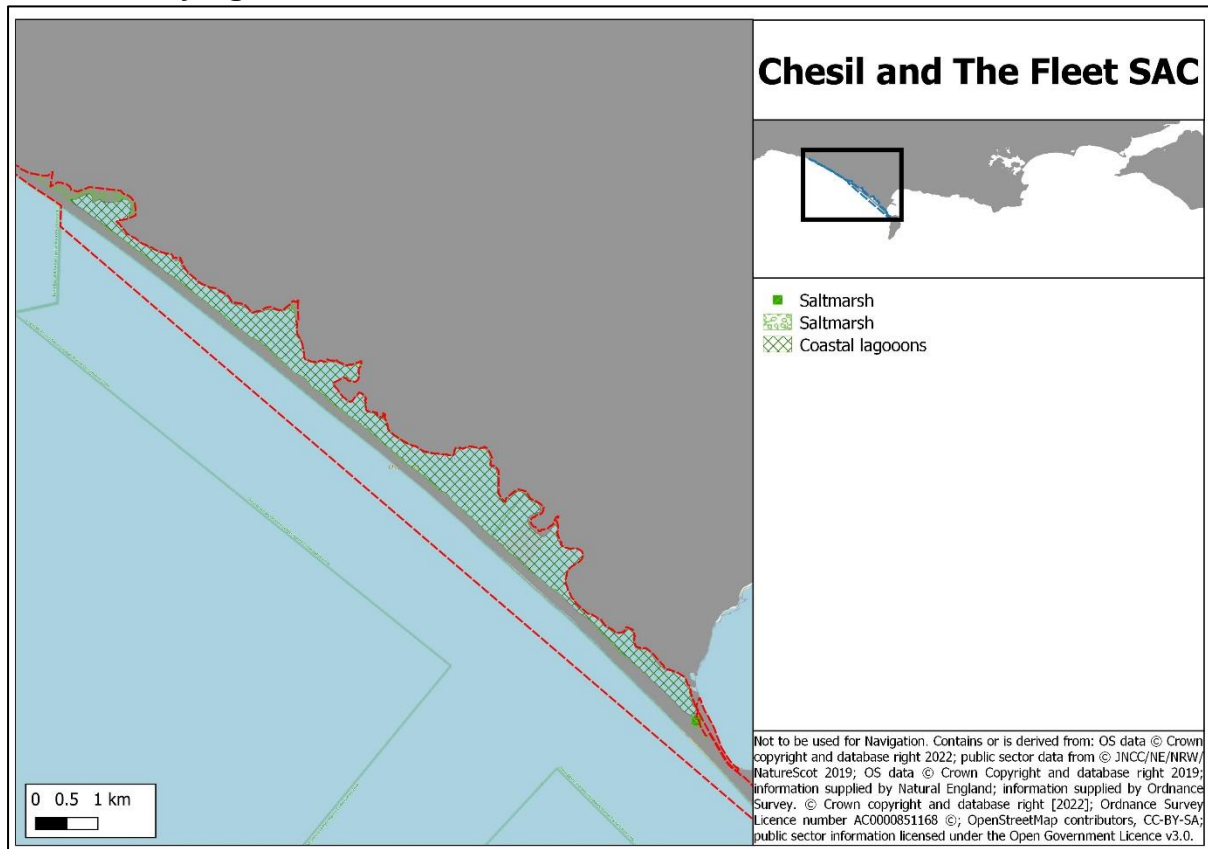 Chesil and The Fleet SAC
Saltmarsh
Saltmarsh
Coastal lagooons
Not to be used for Navigation. Contains or is derived from: OS data © Crown
copyright and database right 2022; public sector data from © JNCC/NE/NRW/
NatureScot 2019; OS data © Crown Copyright and database right 2019;
information supplied by Natural England; information supplied by Ordnance
Survey. © Crown copyright and database right [2022]; Ordnance Survey
Licence number AC0000851168 ©; OpenStreetMap contributors, CC-BY-SA;
public sector information licensed under the Open Government Licence v3.0.
0 0.5 1 km